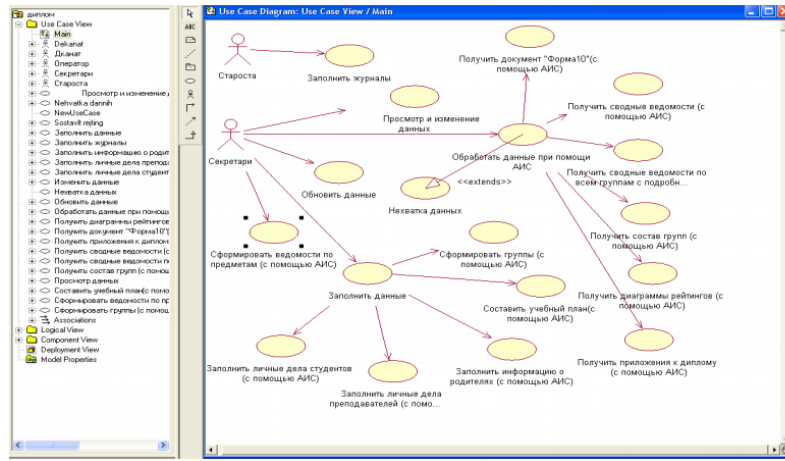 диплом
Use Case View
Main
Dekanat
Дканат
Оператор
Секретари
Староста
Просмотр и изменение д
Nehvatka dannih
NewUseCase
Sostavit rejting
Заполнить данные
Заполнить журналы
Заполнить информацию о родит
Заполнить личные дела препода
Заполнить личные дела студент
Изменить данные
Нехватка данных
Обновить данные
Обработать данные при помощ
Получить диаграммы рейтингов
Получить документ "Форма10"(
Получить приложения к диплом
Получить сводные ведомости (с
Получить сводные ведомости п
Получить состав групп (с помощ
Просмотр данных
Составить учебный план(с помо
Сформировать ведомости по пр
Сформировать группы (с помощ
Associations
Logical View
Component View
Deployment View
Model Properties
ABC
Use Case Diagram: Use Case View / Main
Староста
Заполнить журналы
Получить документ "Форма10"(с
помощью АИС)
Получить сводные ведомости (с
помощью АИС)
Просмотр и изменение
данных
Секретари
Обработать данные при помощи
АИС
Получить сводные ведомости по
всем группам с подробн...
Обновить данные
<<extends>>
Нехватка данных
Получить состав групп (с
помощью АИС)
Сформировать ведомости по
предметам (с помощью АИС)
Сформировать группы (с
помощью АИС)
Заполнить данные
Составить учебный план(с
помощью АИС)
Получить диаграммы рейтингов (с
помощью АИС)
Заполнить личные дела студентов
(с помощью АИС)
Заполнить личные дела
преподавателей (с помо...
Заполнить информацию о
родителях (с помощью АИС)
Получить приложения к диплому
(с помощью АИС)